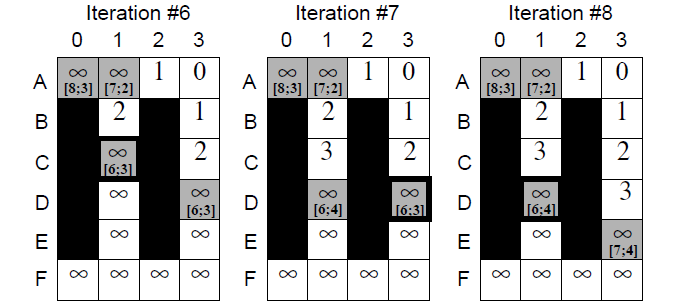 Iteration #6 Iteration #7 Iteration #8
0 1 2 3 0 1 2 3 0 1 2 3
A ∞ ∞ 1 0 A ∞ ∞ 1 0 A ∞ ∞ 1 0
[8;3] [7;2] [8;3] [7;2] [8;3] [7;2]
B 2 1 B 2 1 B 2 1
C ∞ 2 C 3 2 C 3 2
[6;3]
D ∞ ∞ D ∞ ∞ D ∞ 3
[6;3] [6;4] [6;3] [6;4]
E ∞ ∞ E ∞ ∞ E ∞ ∞
[7;4]
F ∞ ∞ ∞ ∞ F ∞ ∞ ∞ ∞ F ∞ ∞ ∞ ∞